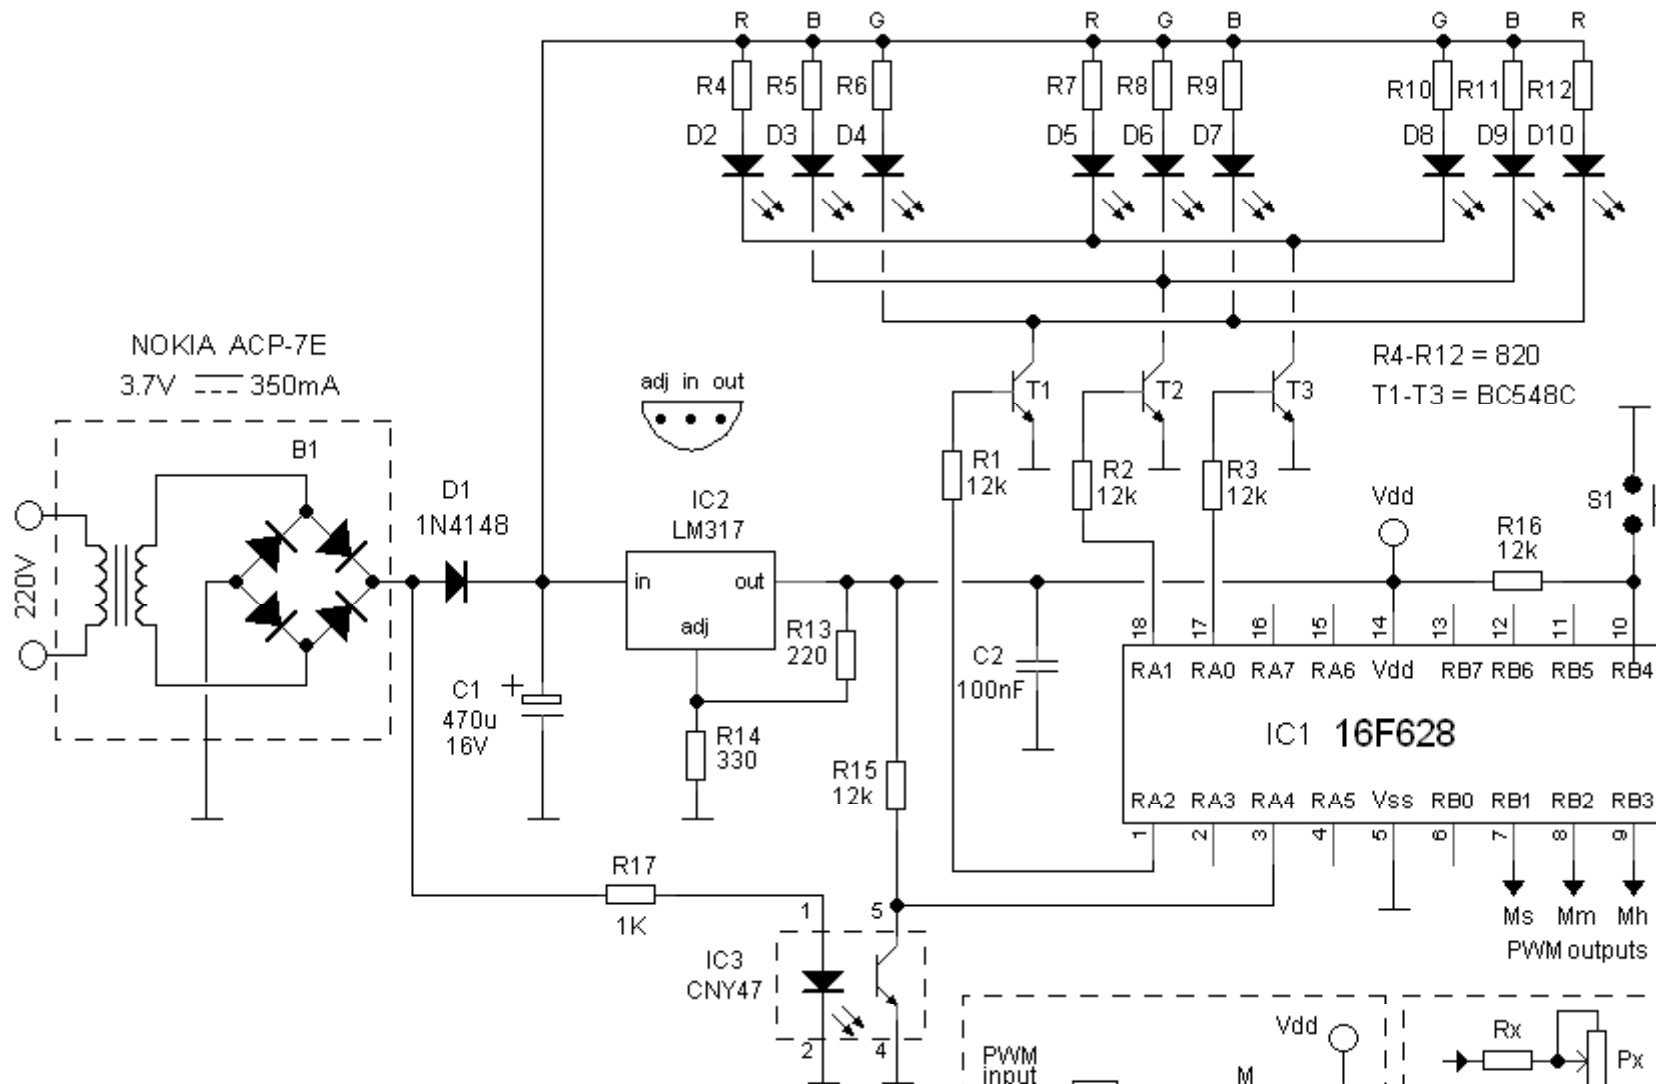 R B G R G B G B R
R4 R5 R6 R7 R8 R9 R10 R11 R12
D2 D3 D4 D5 D6 D7 D8 D9 D10
NOKIA ACP-7E
3.7V 350mA
B1
220V
D1
1N4148
adj in out
IC2
LM317
in out
adj
R13
220
R14
330
C1
+
470u
16V
T1 T2 T3
R4-R12 = 820
T1-T3 = BC548C
R1
12k
R2
12k
R3
12k
Vdd
R16
12k
S1
C2
100nF
R15
12k
18 17 16 15 14 13 12 11 10
RA1 RA0 RA7 RA6 Vdd RB7 RB6 RB5 RB4
IC1 16F628
RA2 RA3 RA4 RA5 Vss RB0 RB1 RB2 RB3
1 2 3 4 5 6 7 8 9
Ms Mm Mh
PWM outputs
R17
1K
1 5
IC3
CNY47
2 4
PWM
input
Vdd
M
Rx
Px